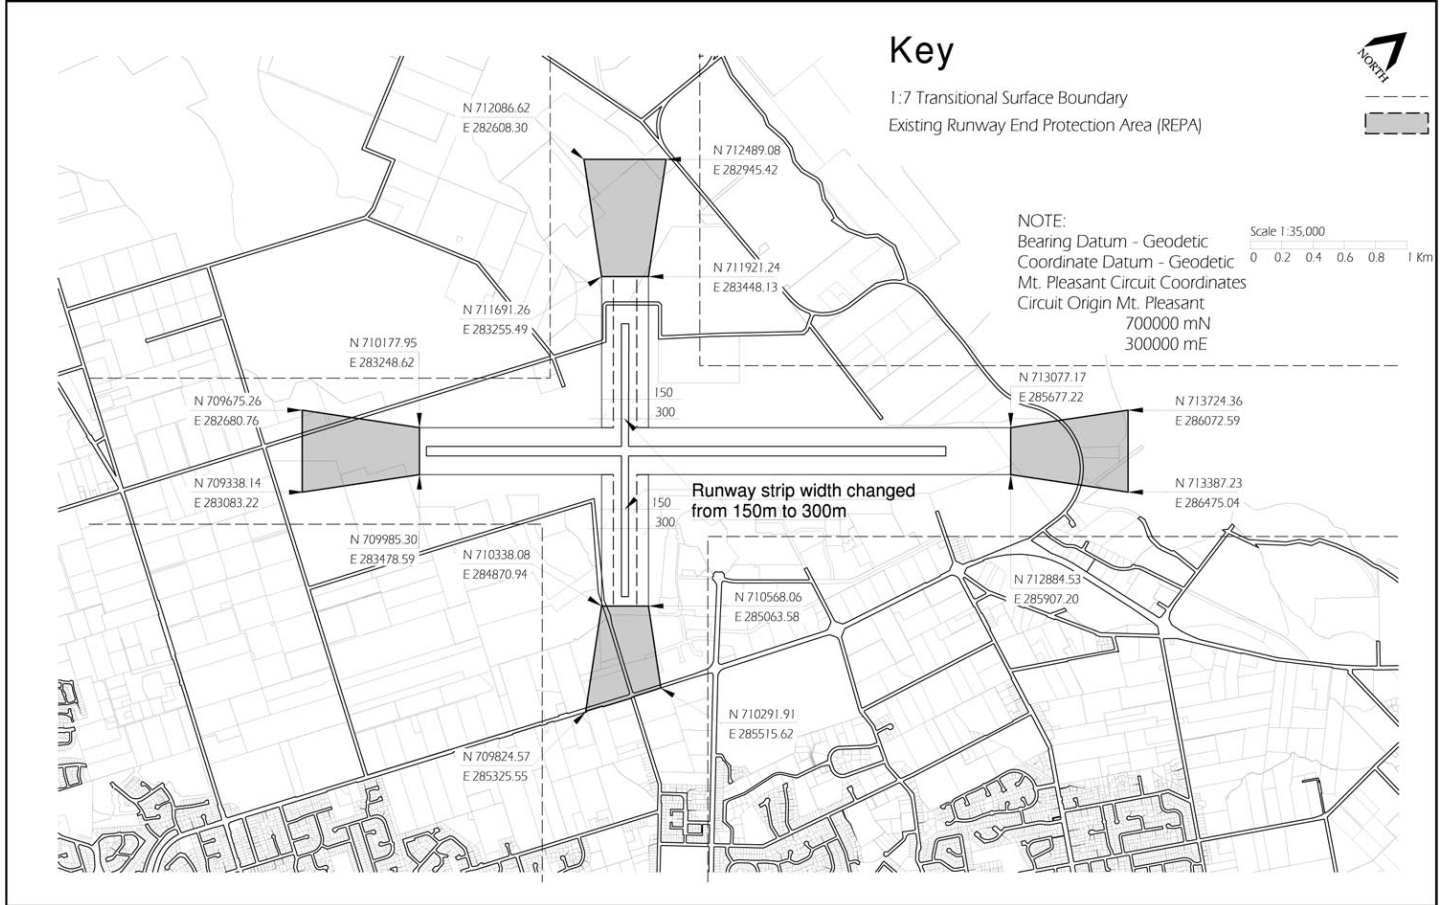 Key
NORTH
1:7 Transitional Surface Boundary
Existing Runway End Protection Area (REPA)
N 712086.62
E 282608.30
N 712489.08
E 282945.42
NOTE:
Bearing Datum - Geodetic
Coordinate Datum - Geodetic
Mt. Pleasant Circuit Coordinates
Circuit Origin Mt. Pleasant
700000 mN
300000 mE
Scale 1:35,000
0 0.2 0.4 0.6 0.8 1 Km
N 711921.24
E 283448.13
N 711691.26
E 283255.49
N 710177.95
E 283248.62
N 713077.17
E 285677.22
N 709675.26
E 282680.76
150
300
N 713724.36
E 286072.59
N 709338.14
E 283083.22
Runway strip width changed
from 150m to 300m
150
300
N 713387.23
E 286475.04
N 709985.30
E 283478.59
N 710338.08
E 284870.94
N 710568.06
E 285063.58
N 712884.53
E 285907.20
N 710291.91
E 285515.62
N 709824.57
E 285325.55